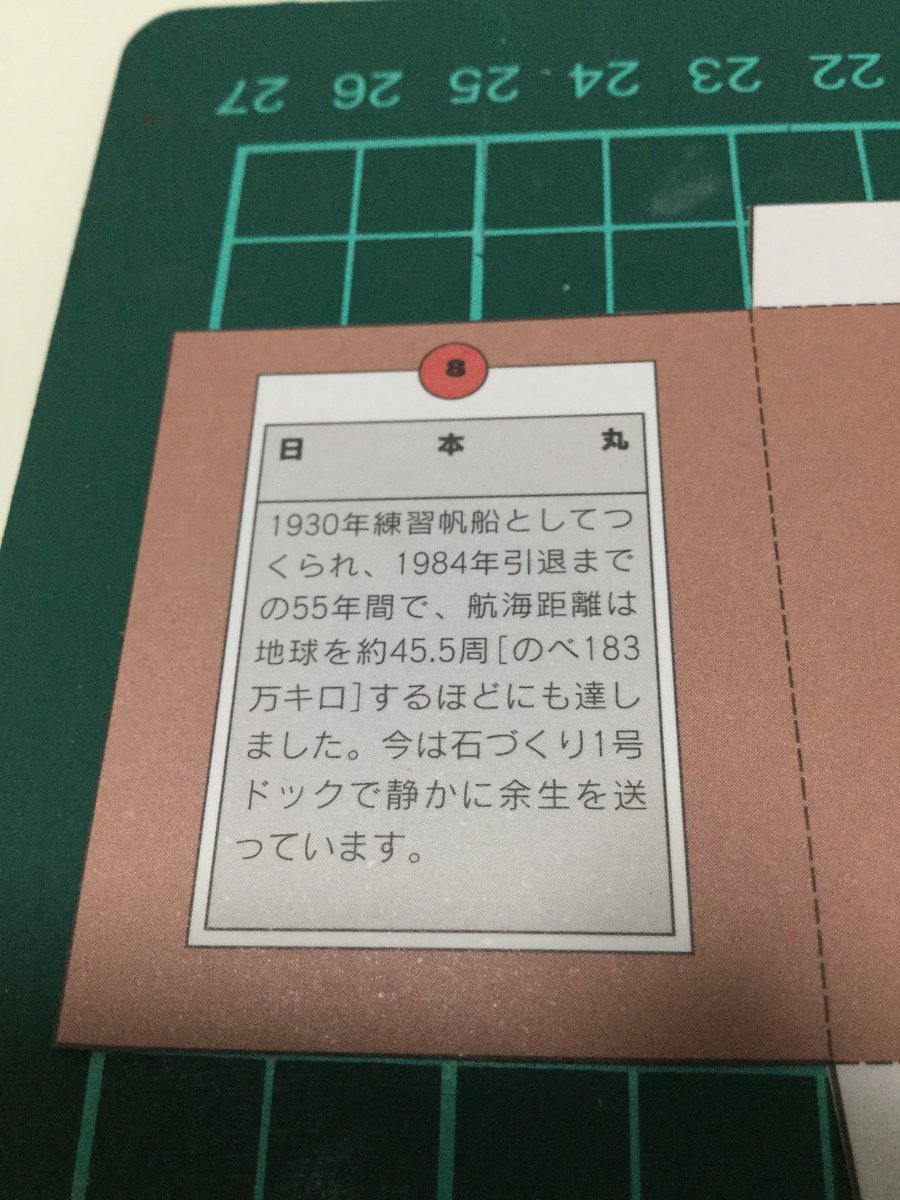 27 26 25 24 23 22
8
日本丸
1930年練習帆船としてつ
くられ、1984年引退まで
の55年間で、航海距離は
地球を約45.5周[のべ183
万キロ]するほどにも達し
ました。今は石づくり1号
ドックで静かに余生を送
っています。